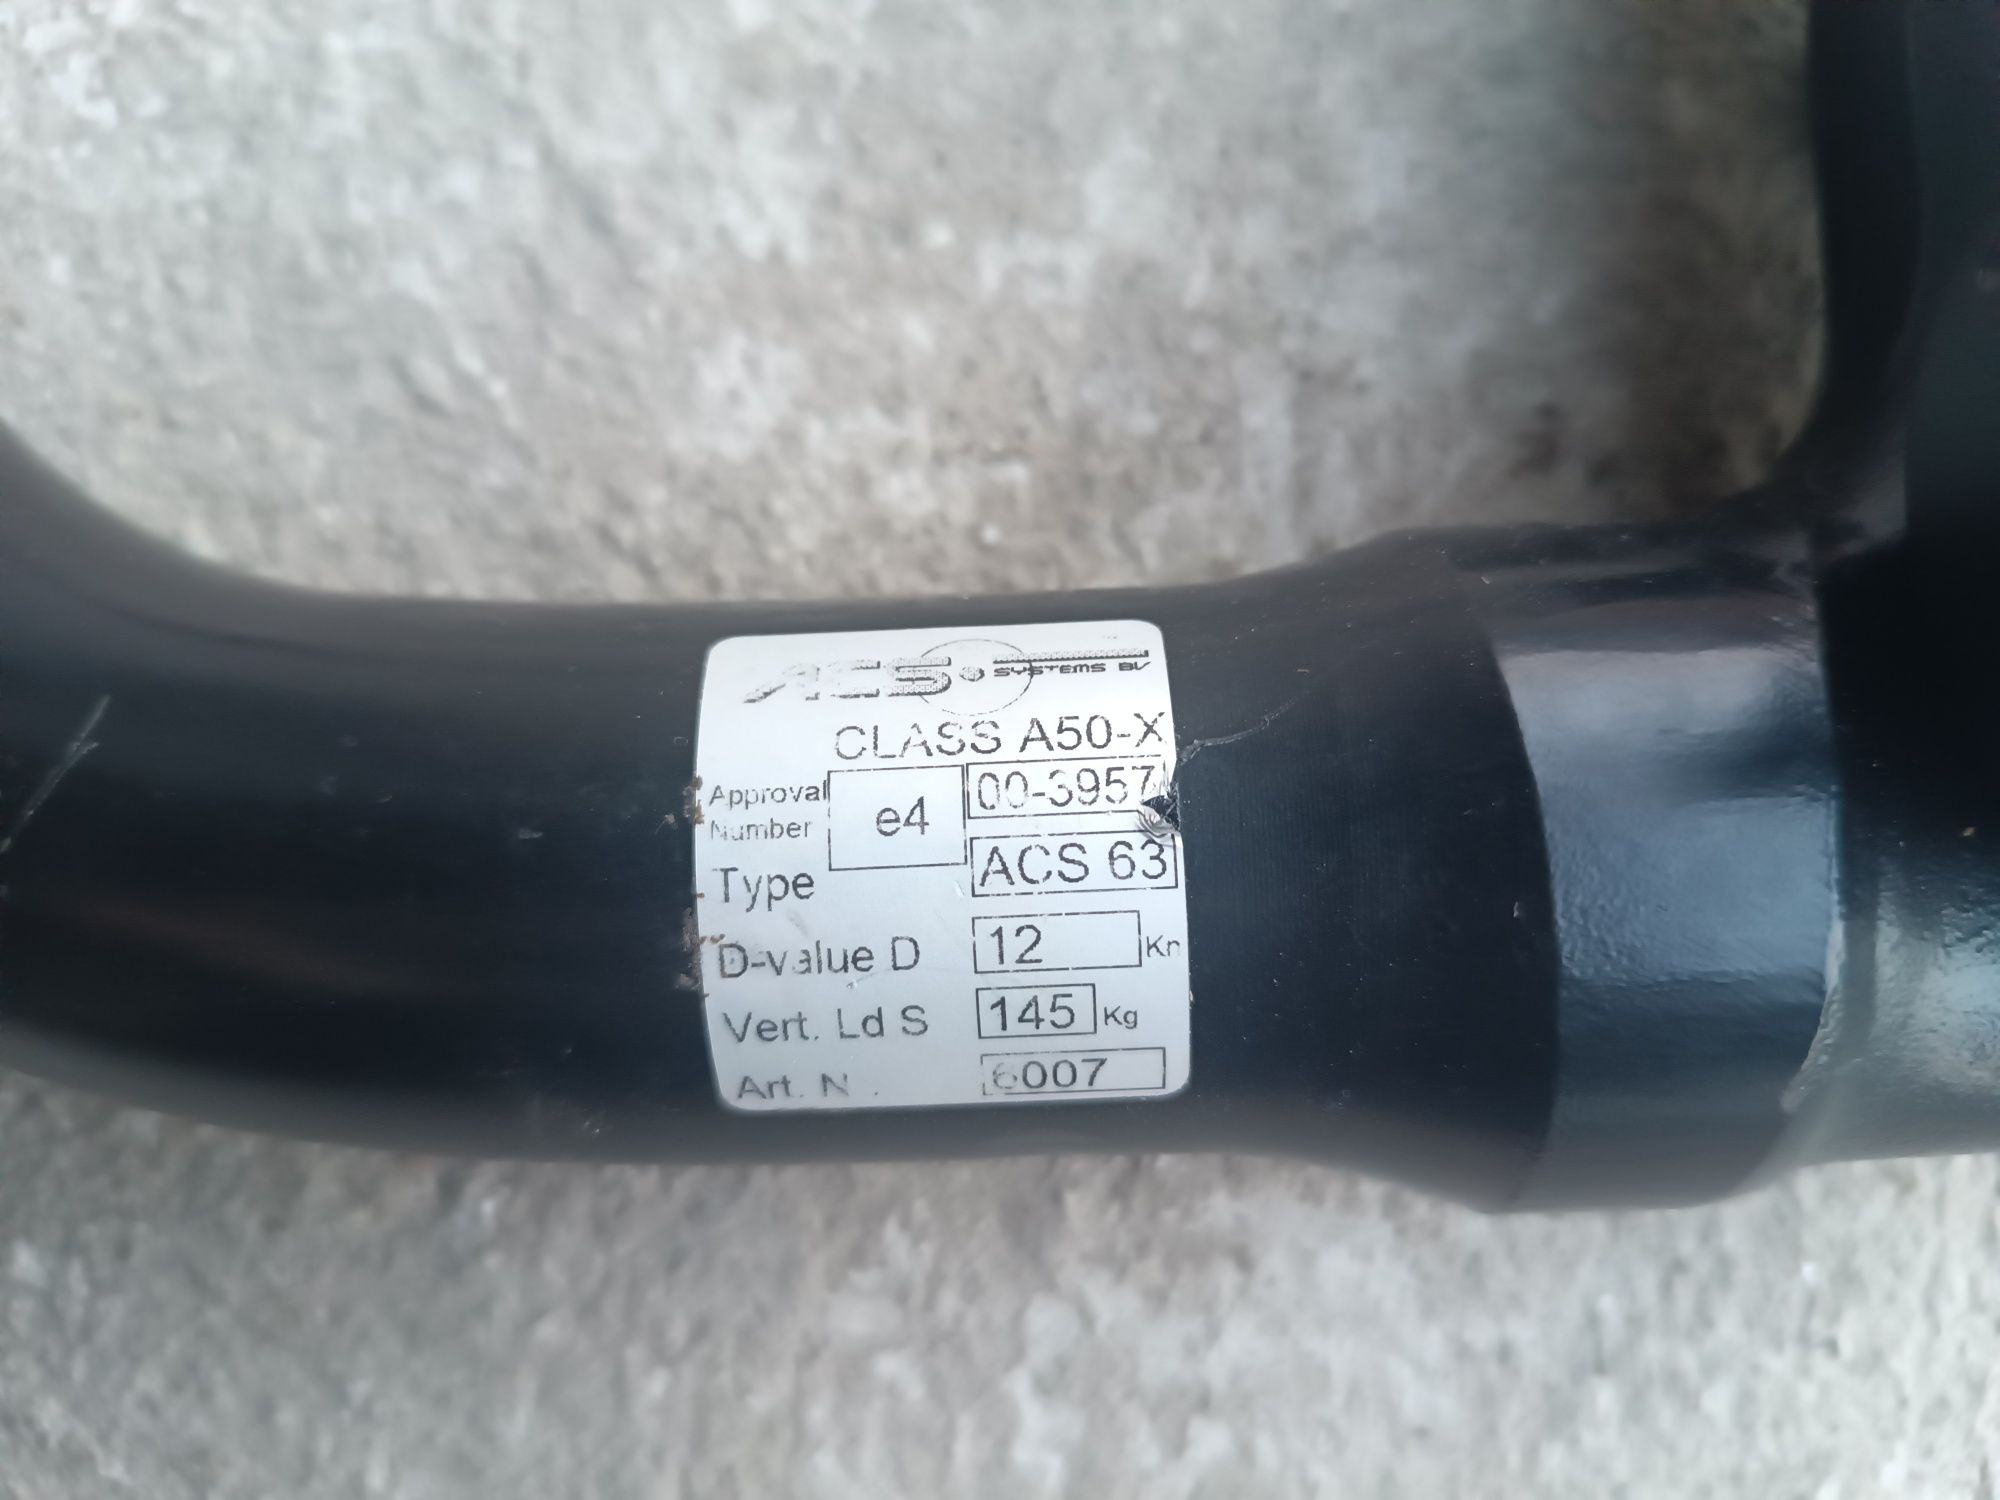 ACS SYSTEMS BV
CLASS A50-X
Approval Number e4 00-3957
Type ACS 63
D-value D 12 Kn
Vert. Ld S 145 Kg
Art. N . 6007